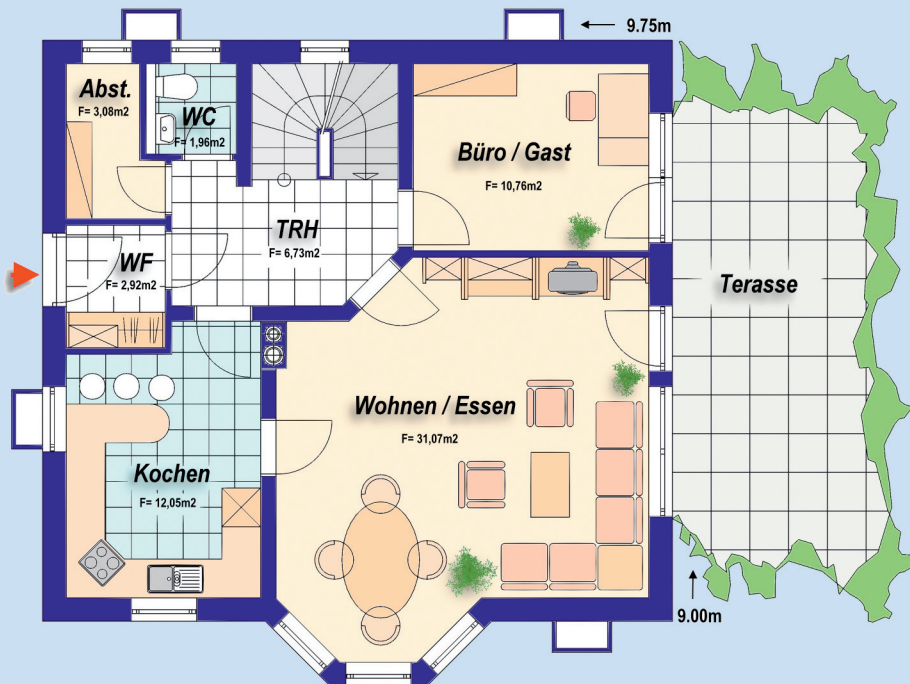 9.75m
Abst.
F= 3,08m2
WC
F= 1,96m2
Büro / Gast
F= 10,76m2
TRH
F= 6,73m2
WF
F= 2,92m2
Terasse
Wohnen / Essen
F= 31,07m2
Kochen
F= 12,05m2
9.00m